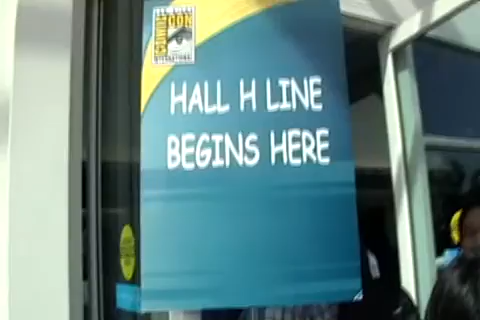 COMIC
CON
INTERNATIONAL
HALL H LINE
BEGINS HERE